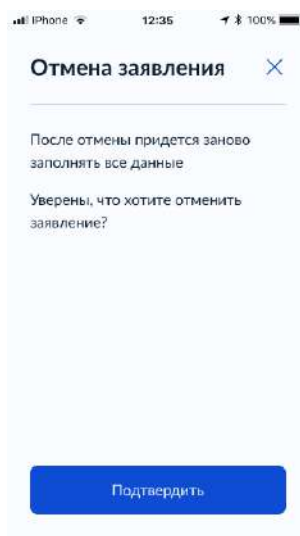 IPhone 12:35 100%
Отмена заявления
После отмены придется заново
заполнять все данные
Уверены, что хотите отменить
заявление?
Подтвердить